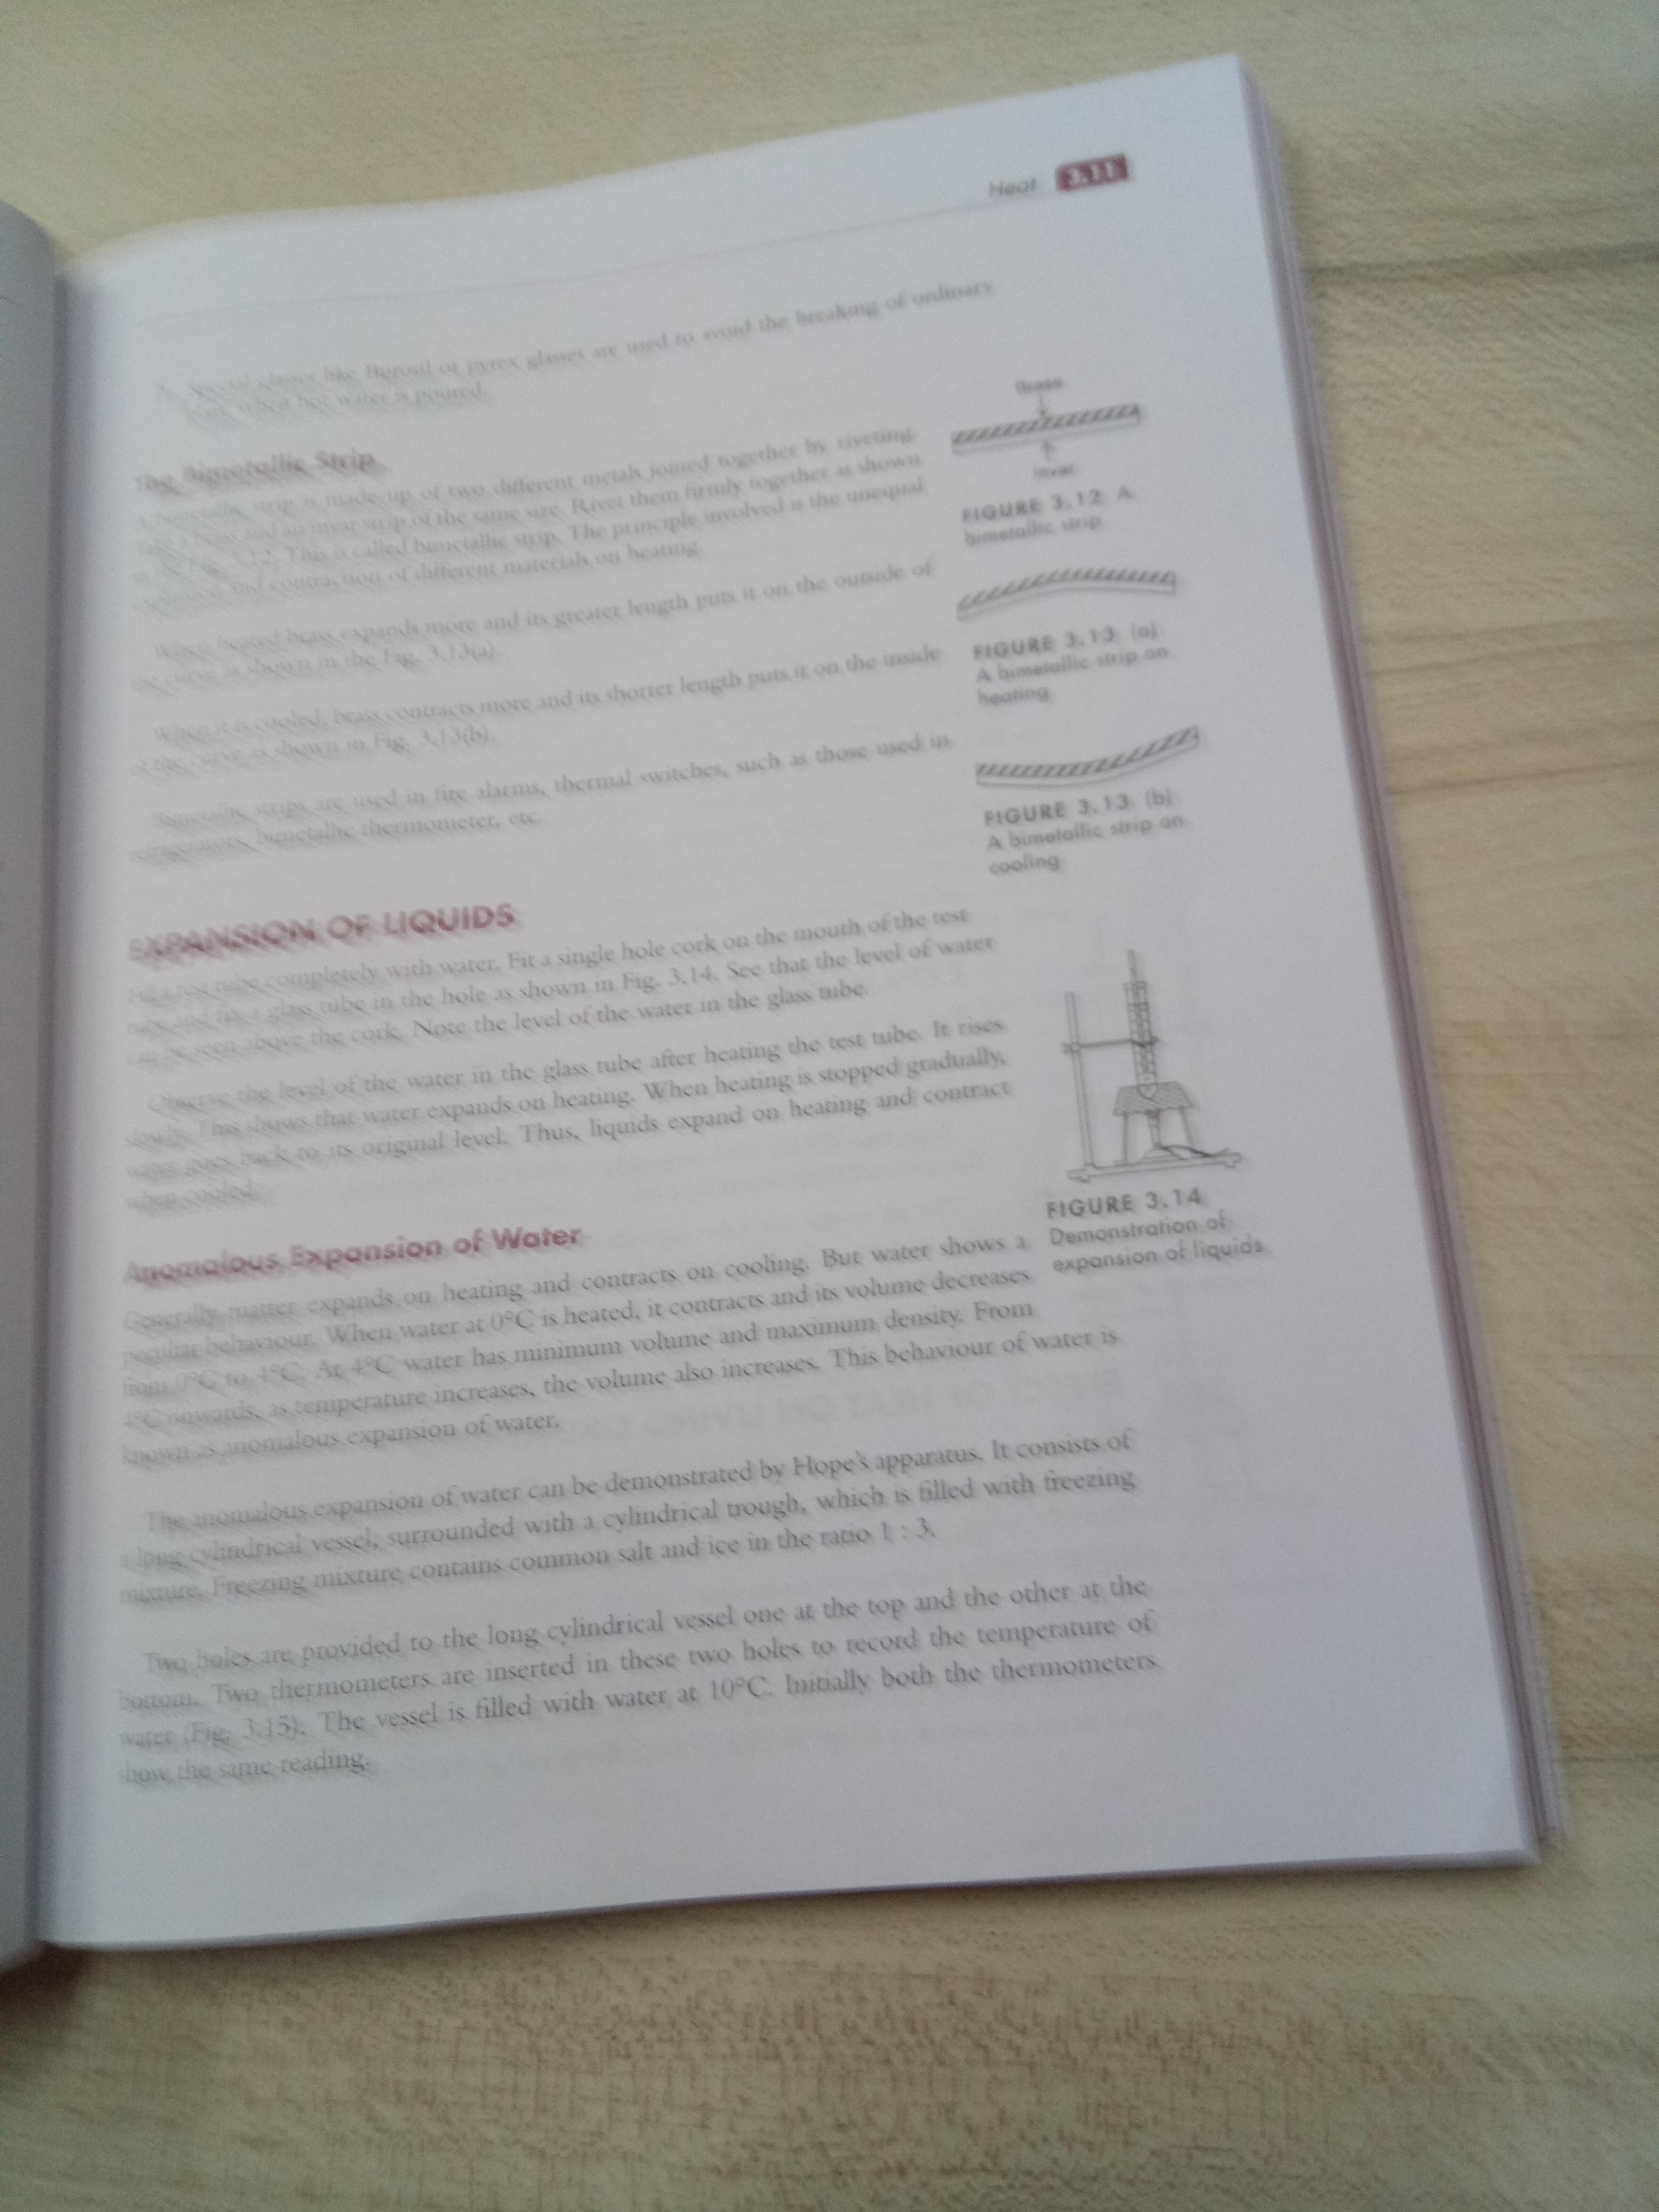 Heat 3.11
7. Special glasses like Borosil or pyrex glasses are used to avoid the breaking of ordinary
glass when hot water is poured.
The Bimetallic Strip
A bimetallic strip is made up of two different metals joined together by riveting.
Take a brass and an invar strip of the same size. Rivet them firmly together as shown
in the Fig. 3.12. This is called bimetallic strip. The principle involved is the unequal
expansion and contraction of different materials on heating.
When heated brass expands more and its greater length puts it on the outside of
the curve as shown in the Fig. 3.13(a).
When it is cooled, brass contracts more and its shorter length puts it on the inside
of the curve as shown in Fig. 3.13(b).
Bimetallic strips are used in fire alarms, thermal switches, such as those used in
refrigerators, bimetallic thermometer, etc.
Brass
Invar
FIGURE 3.12 A
bimetallic strip
FIGURE 3.13 (a)
A bimetallic strip on
heating
FIGURE 3.13 (b)
A bimetallic strip on
cooling
EXPANSION OF LIQUIDS
Fill a test tube completely with water. Fit a single hole cork on the mouth of the test
tube and fix a glass tube in the hole as shown in Fig. 3.14. See that the level of water
can be seen above the cork. Note the level of the water in the glass tube.
Observe the level of the water in the glass tube after heating the test tube. It rises
slowly. This shows that water expands on heating. When heating is stopped gradually,
water goes back to its original level. Thus, liquids expand on heating and contract
when cooled.
FIGURE 3.14
Demonstration of
expansion of liquids
Anomalous Expansion of Water
Generally matter expands on heating and contracts on cooling. But water shows a
peculiar behaviour. When water at 0°C is heated, it contracts and its volume decreases
from 0°C to 4°C. At 4°C water has minimum volume and maximum density. From
4°C onwards, as temperature increases, the volume also increases. This behaviour of water is
known as anomalous expansion of water.
The anomalous expansion of water can be demonstrated by Hope's apparatus. It consists of
a long cylindrical vessel, surrounded with a cylindrical trough, which is filled with freezing
mixture. Freezing mixture contains common salt and ice in the ratio 1 : 3.
Two holes are provided to the long cylindrical vessel one at the top and the other at the
bottom. Two thermometers are inserted in these two holes to record the temperature of
water (Fig. 3.15). The vessel is filled with water at 10°C. Initially both the thermometers
show the same reading.